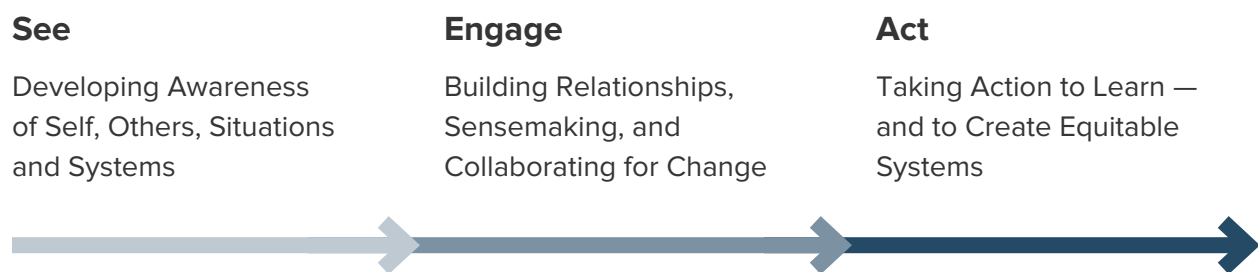 See
Developing Awareness
of Self, Others, Situations
and Systems
Engage
Building Relationships,
Sensemaking, and
Collaborating for Change
Act
Taking Action to Learn —
and to Create Equitable
Systems